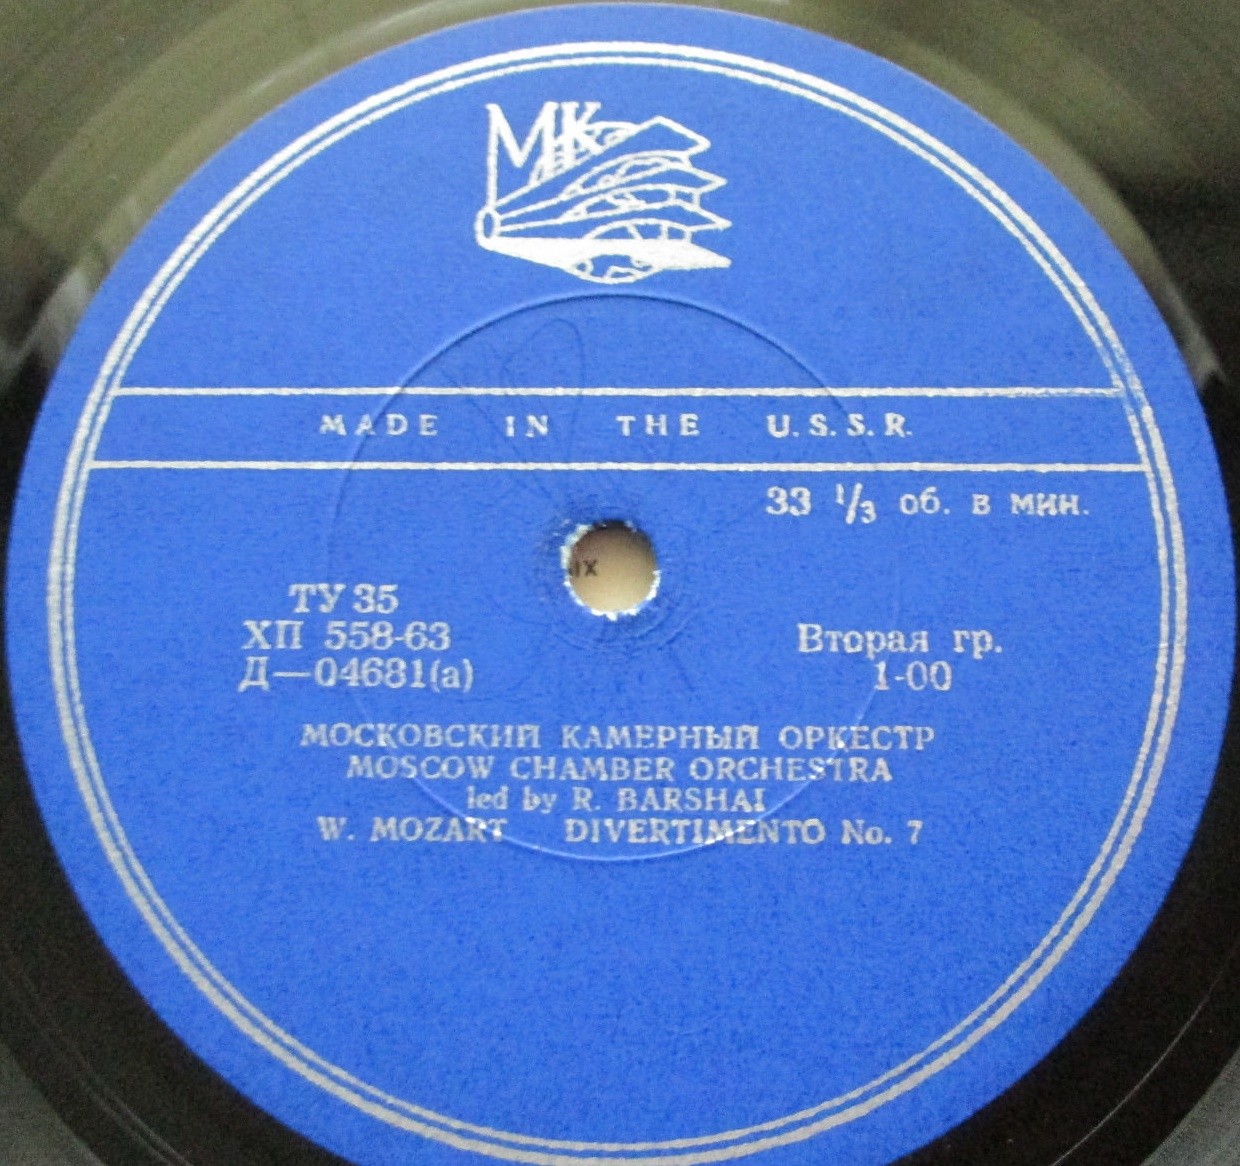 МК
MADE IN THE U.S.S.R.
33 1/3 об. в мин.
ТУ 35
ХП 558-63
Д—04681(а)
Вторая гр.
1-00
МОСКОВСКИЙ КАМЕРНЫЙ ОРКЕСТР
MOSCOW CHAMBER ORCHESTRA
led by R. BARSHAI
W. MOZART DIVERTIMENTO No. 7